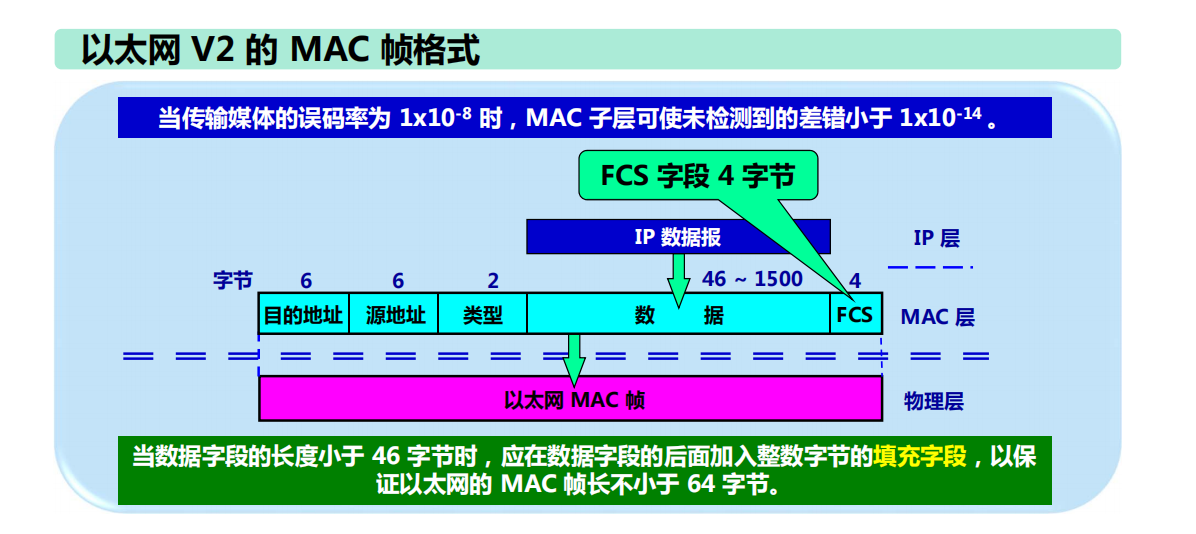 以太网 V2 的 MAC 帧格式
当传输媒体的误码率为 1x10-8 时，MAC 子层可使未检测到的差错小于 1x10-14 。
FCS 字段 4 字节
IP 数据报
IP 层
字节 6 6 2 46 ~ 1500 4
目的地址 源地址 类型 数 据 FCS MAC 层
以太网 MAC 帧 物理层
当数据字段的长度小于 46 字节时，应在数据字段的后面加入整数字节的填充字段，以保
证以太网的 MAC 帧长不小于 64 字节。